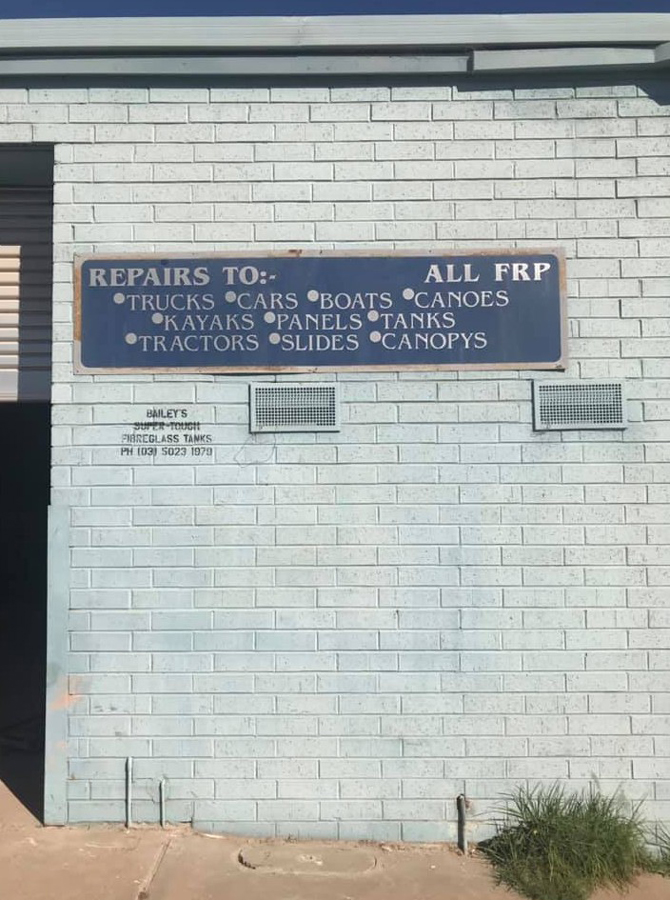 REPAIRS TO:- ALL FRP
•TRUCKS •CARS •BOATS •CANOES
•KAYAKS •PANELS •TANKS
•TRACTORS •SLIDES •CANOPYS
BAILEY'S
SUPER-TOUGH
FIBREGLASS TANKS
PH (03) 5023 1979